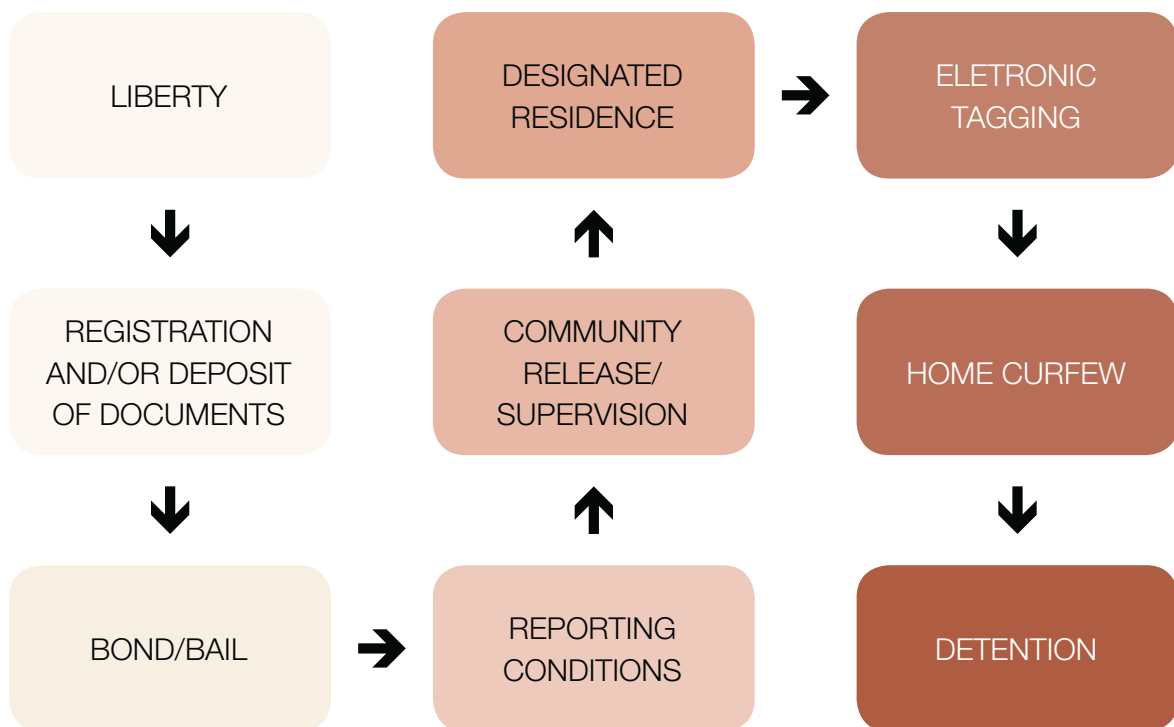 LIBERTY
REGISTRATION
AND/OR DEPOSIT
OF DOCUMENTS
BOND/BAIL
REPORTING
CONDITIONS
COMMUNITY
RELEASE/
SUPERVISION
DESIGNATED
RESIDENCE
ELETRONIC
TAGGING
HOME CURFEW
DETENTION